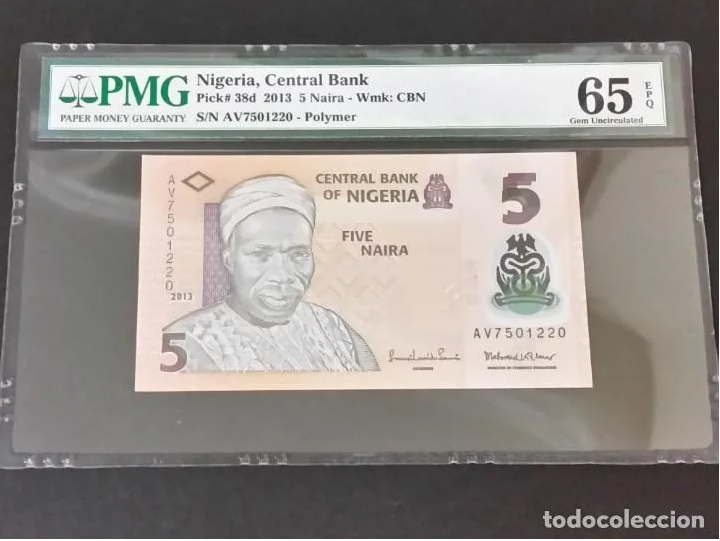 PMG
PAPER MONEY GUARANTY
Nigeria, Central Bank
Pick# 38d 2013 5 Naira - Wmk: CBN
S/N AV7501220 - Polymer
65 EPQ
Gem Uncirculated
AV7501220
2013
5
CENTRAL BANK
OF NIGERIA
FIVE
NAIRA
5
AV7501220
todocoleccion.net